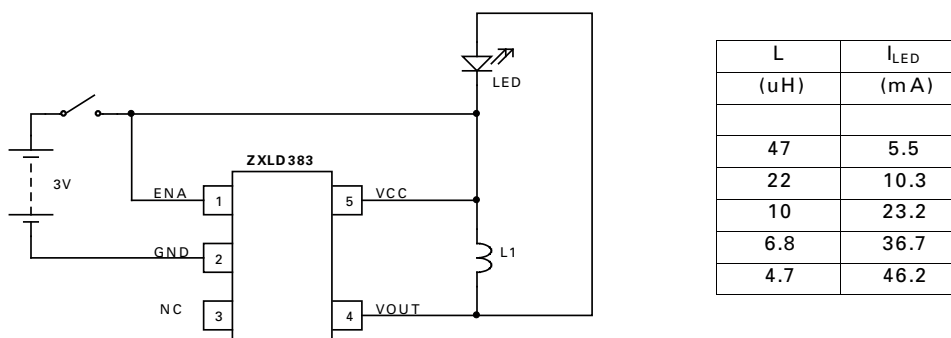 LED
ZXLD383
3V
ENA
1
5
VCC
GND
2
L1
NC
3
4
VOUT
L I_LED
(uH) (mA)
47 5.5
22 10.3
10 23.2
6.8 36.7
4.7 46.2